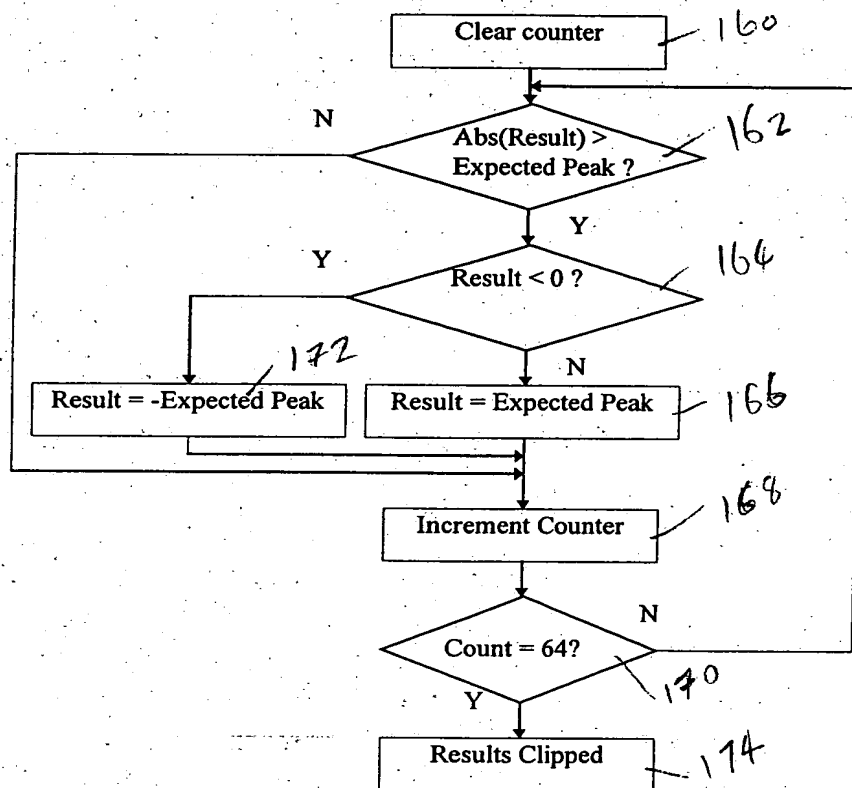 Clear counter
160
N
Abs(Result) >
Expected Peak ?
162
Y
Y
Result < 0 ?
164
172
N
Result = -Expected Peak
Result = Expected Peak
166
Increment Counter
168
N
Count = 64?
170
Y
Results Clipped
174